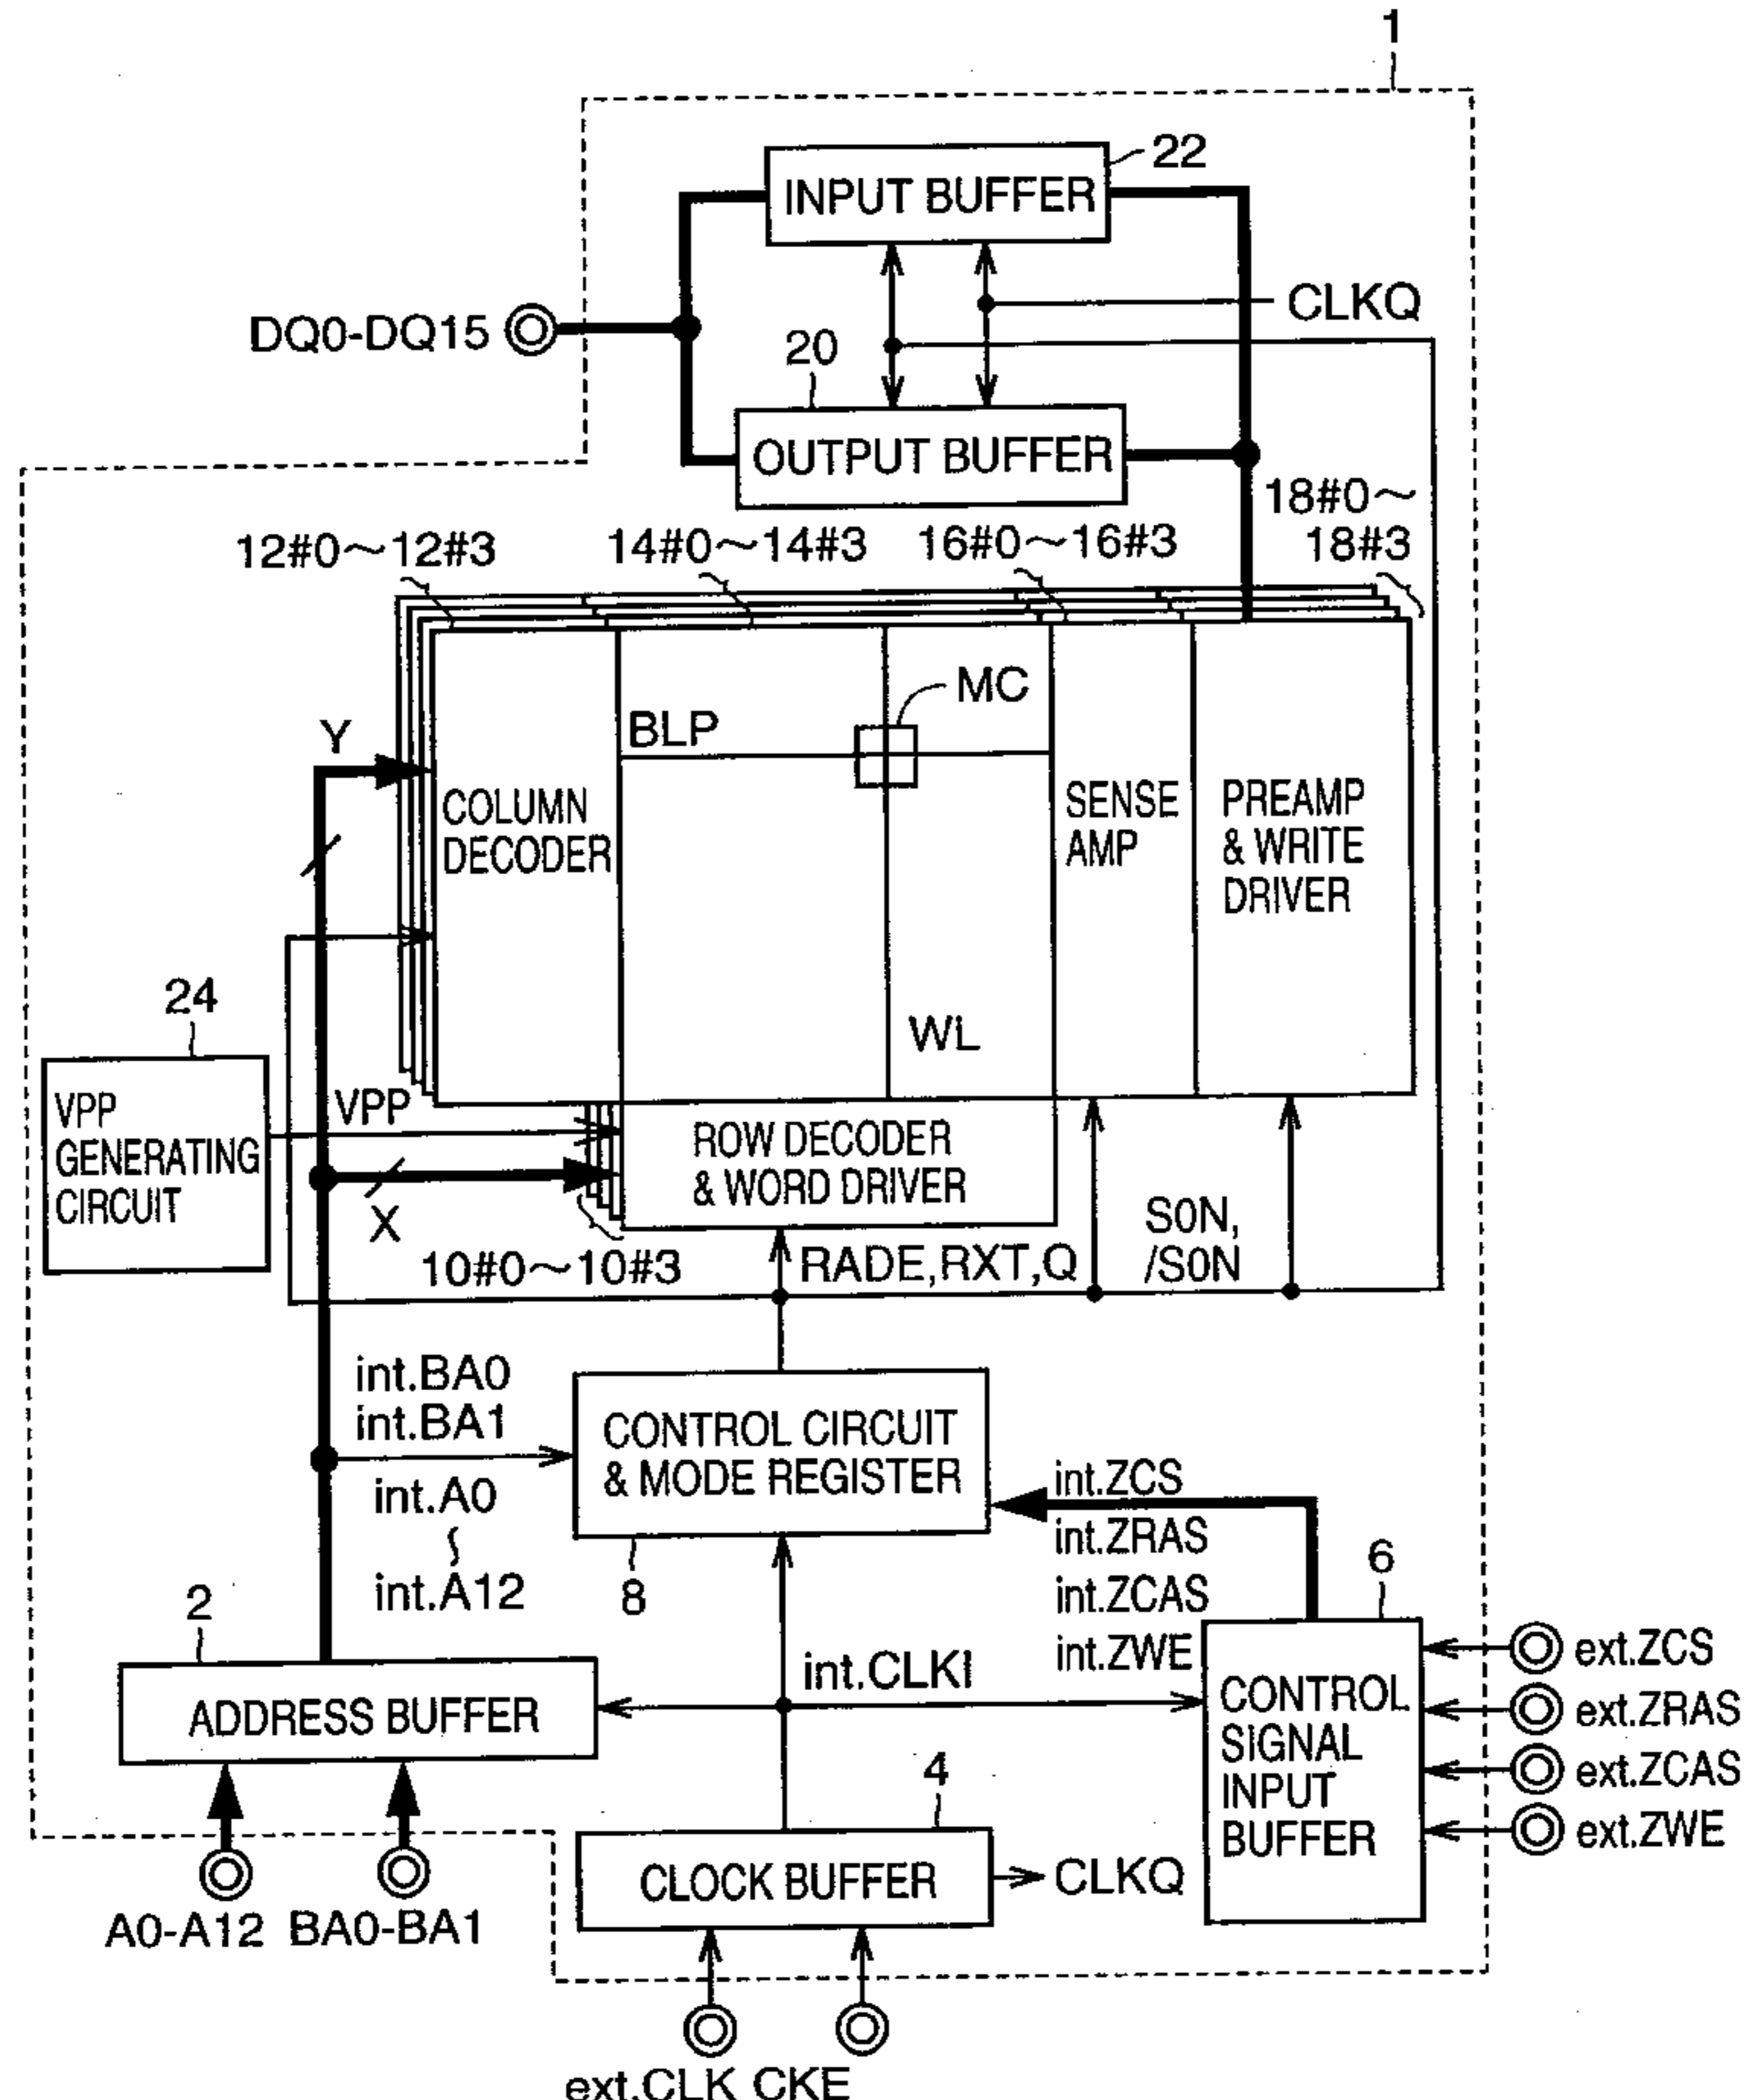 1
22
INPUT BUFFER
CLKQ
DQ0-DQ15
20
OUTPUT BUFFER
18#0～
18#3
12#0～12#3
14#0～14#3
16#0～16#3
MC
BLP
Y
COLUMN
DECODER
SENSE
AMP
PREAMP
& WRITE
DRIVER
24
WL
VPP
GENERATING
CIRCUIT
VPP
ROW DECODER
& WORD DRIVER
X
10#0～10#3
RADE,RXT,Q
S0N,
/S0N
int.BA0
int.BA1
int.A0
～
int.A12
CONTROL CIRCUIT
& MODE REGISTER
8
int.ZCS
int.ZRAS
int.ZCAS
int.ZWE
6
2
ADDRESS BUFFER
int.CLKI
CONTROL
SIGNAL
INPUT
BUFFER
ext.ZCS
ext.ZRAS
ext.ZCAS
ext.ZWE
4
CLOCK BUFFER
CLKQ
A0-A12
BA0-BA1
ext.CLK
CKE